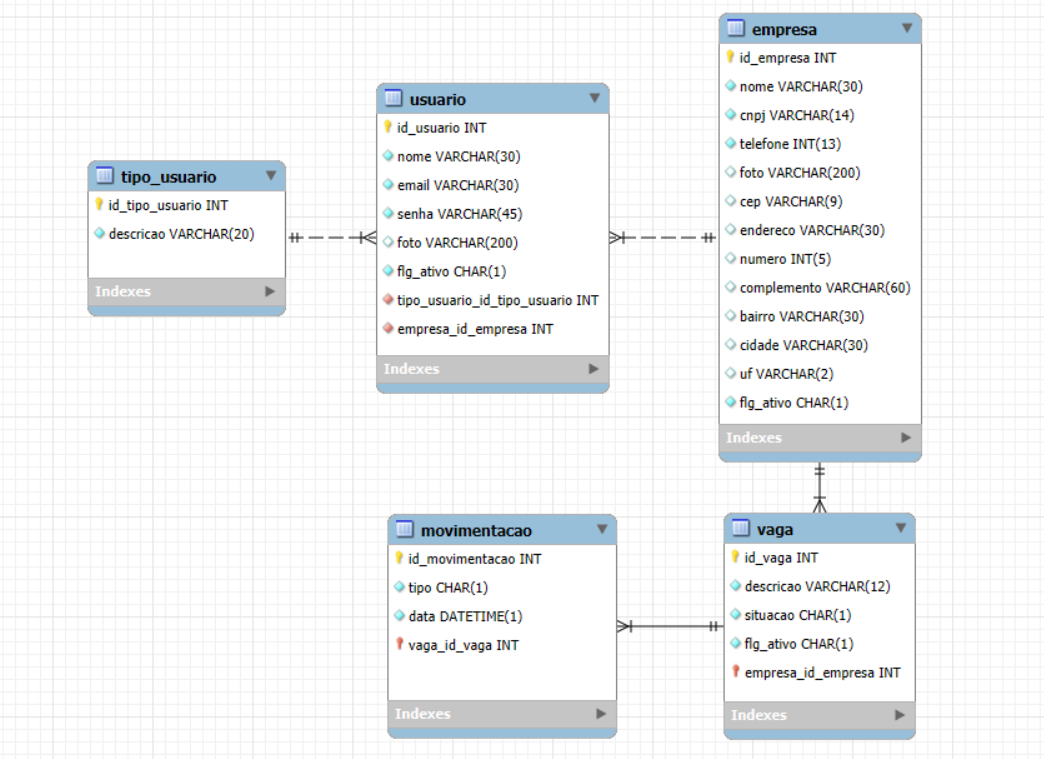 tipo_usuario
id_tipo_usuario INT
descricao VARCHAR(20)
Indexes
usuario
id_usuario INT
nome VARCHAR(30)
email VARCHAR(30)
senha VARCHAR(45)
foto VARCHAR(200)
flg_ativo CHAR(1)
tipo_usuario_id_tipo_usuario INT
empresa_id_empresa INT
Indexes
empresa
id_empresa INT
nome VARCHAR(30)
cnpj VARCHAR(14)
telefone INT(13)
foto VARCHAR(200)
cep VARCHAR(9)
endereco VARCHAR(30)
numero INT(5)
complemento VARCHAR(60)
bairro VARCHAR(30)
cidade VARCHAR(30)
uf VARCHAR(2)
flg_ativo CHAR(1)
Indexes
movimentacao
id_movimentacao INT
tipo CHAR(1)
data DATETIME(1)
vaga_id_vaga INT
Indexes
vaga
id_vaga INT
descricao VARCHAR(12)
situacao CHAR(1)
flg_ativo CHAR(1)
empresa_id_empresa INT
Indexes